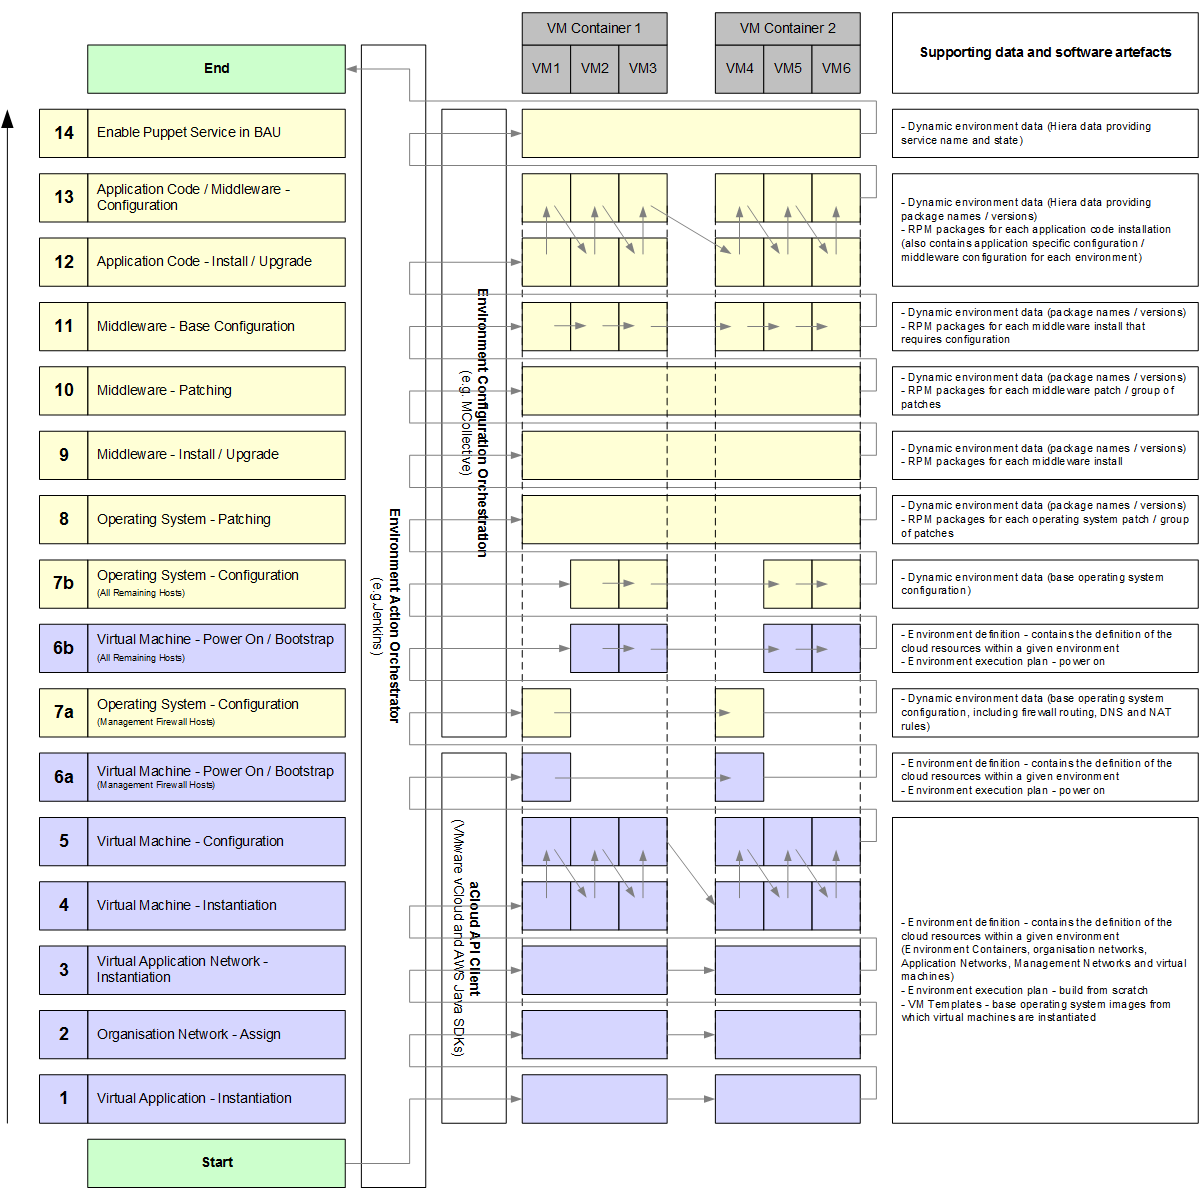 VM Container 1
VM Container 2
Supporting data and software artefacts
End
VM1
VM2
VM3
VM4
VM5
VM6
14
Enable Puppet Service in BAU
- Dynamic environment data (Hiera data providing
service name and state)
13
Application Code / Middleware -
Configuration
- Dynamic environment data (Hiera data providing
package names / versions)
- RPM packages for each application code installation
(also contains application specific configuration /
middleware configuration for each environment)
12
Application Code - Install / Upgrade
11
Middleware - Base Configuration
- Dynamic environment data (package names / versions)
- RPM packages for each middleware install that
requires configuration
10
Middleware - Patching
- Dynamic environment data (package names / versions)
- RPM packages for each middleware patch / group of
patches
9
Middleware - Install / Upgrade
- Dynamic environment data (package names / versions)
- RPM packages for each middleware install
8
Operating System - Patching
- Dynamic environment data (package names / versions)
- RPM packages for each operating system patch / group
of patches
7b
Operating System - Configuration
(All Remaining Hosts)
- Dynamic environment data (base operating system
configuration)
6b
Virtual Machine - Power On / Bootstrap
(All Remaining Hosts)
- Environment definition - contains the definition of the
cloud resources within a given environment
- Environment execution plan - power on
7a
Operating System - Configuration
(Management Firewall Hosts)
- Dynamic environment data (base operating system
configuration, including firewall routing, DNS and NAT
rules)
6a
Virtual Machine - Power On / Bootstrap
(Management Firewall Hosts)
- Environment definition - contains the definition of the
cloud resources within a given environment
- Environment execution plan - power on
5
Virtual Machine - Configuration
4
Virtual Machine - Instantiation
3
Virtual Application Network -
Instantiation
2
Organisation Network - Assign
1
Virtual Application - Instantiation
- Environment definition - contains the definition of the
cloud resources within a given environment
(Environment Containers, organisation networks,
Application Networks, Management Networks and virtual
machines)
- Environment execution plan - build from scratch
- VM Templates - base operating system images from
which virtual machines are instantiated
Start
Environment Action Orchestrator
(e.g.Jenkins)
Environment Configuration Orchestration
(e.g. MCollective)
aCloud API Client
(VMware vCloud and AWS Java SDKs)